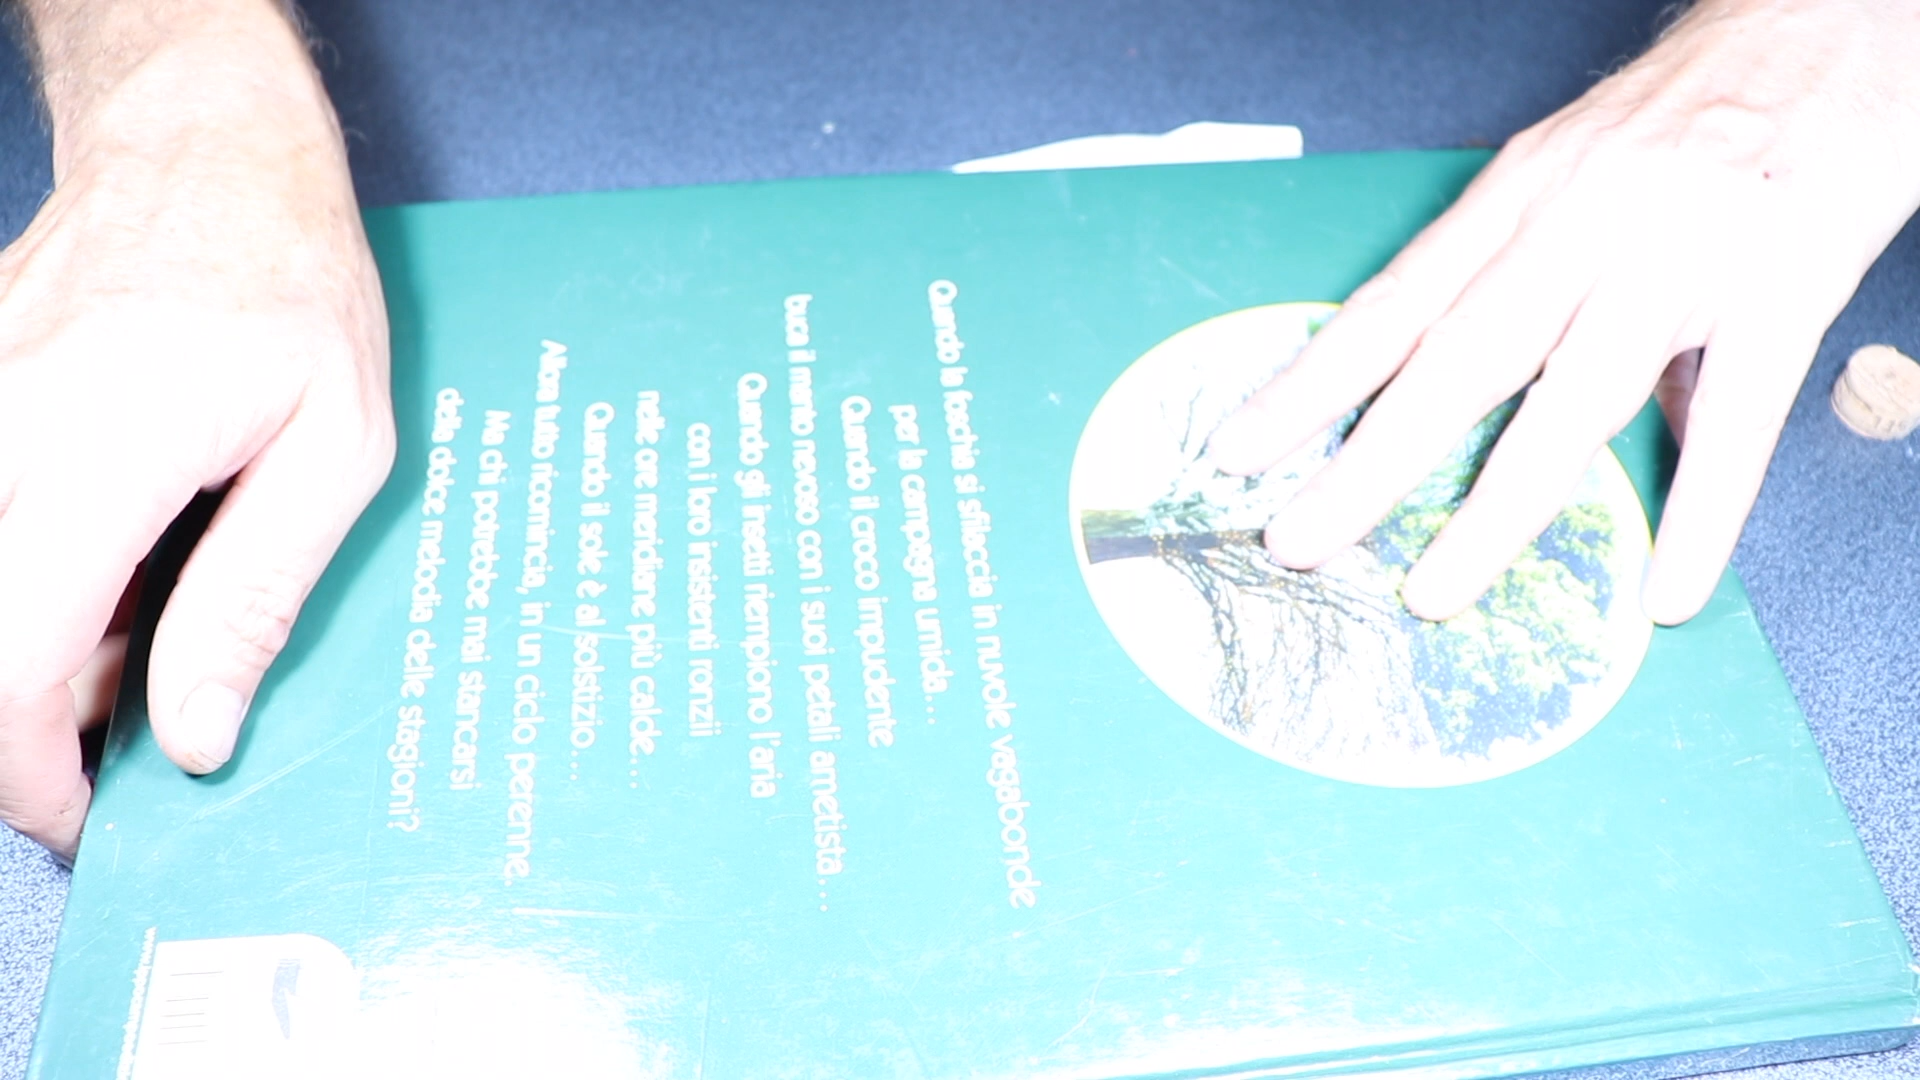 Quando la foschia si sfilaccia in nuvole vagabonde
per la campagna umida...
Quando il croco impudente
buca il manto nevoso con i suoi petali ametista...
Quando gli insetti riempiono l'aria
con i loro insistenti ronzii
nelle ore meridiane più calde...
Quando il sole è al solstizio...
Allora tutto ricomincia, in un ciclo perenne.
Ma chi potrebbe mai stancarsi
della dolce melodia delle stagioni?